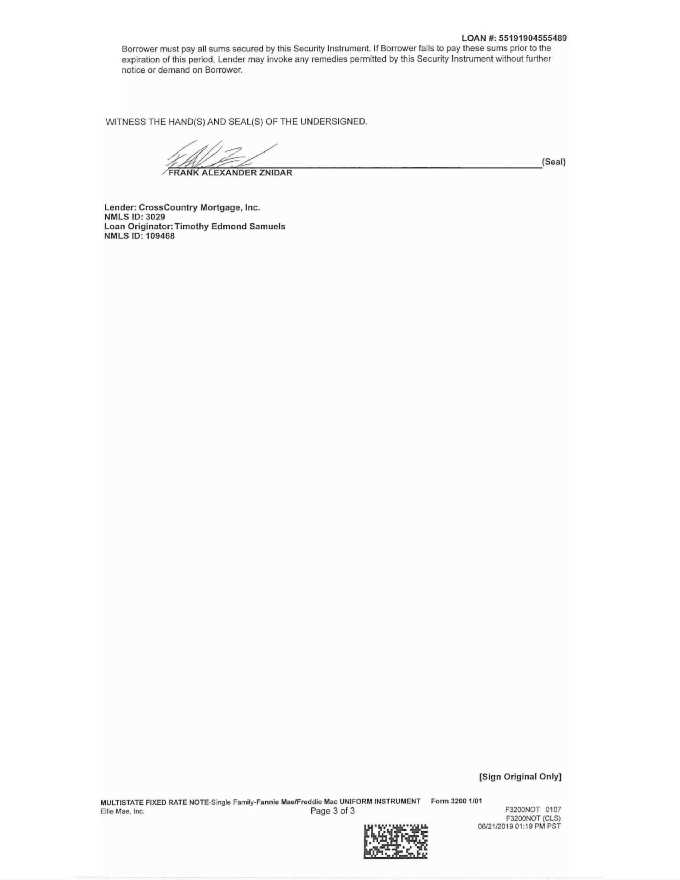 LOAN #: 55191904555489
Borrower must pay all sums secured by this Security Instrument. If Borrower fails to pay these sums prior to the
expiration of this period, Lender may invoke any remedies permitted by this Security Instrument without further
notice or demand on Borrower.
WITNESS THE HAND(S) AND SEAL(S) OF THE UNDERSIGNED.
(Seal)
FRANK ALEXANDER ZNIDAR
Lender: CrossCountry Mortgage, Inc.
NMLS ID: 3029
Loan Originator: Timothy Edmond Samuels
NMLS ID: 109468
[Sign Original Only]
MULTISTATE FIXED RATE NOTE-Single Family-Fannie Mae/Freddie Mac UNIFORM INSTRUMENT Form 3200 1/01
Ellie Mae, Inc. Page 3 of 3 F3200NOT 0107
F3200NOT (CLS)
06/21/2019 01:19 PM PST